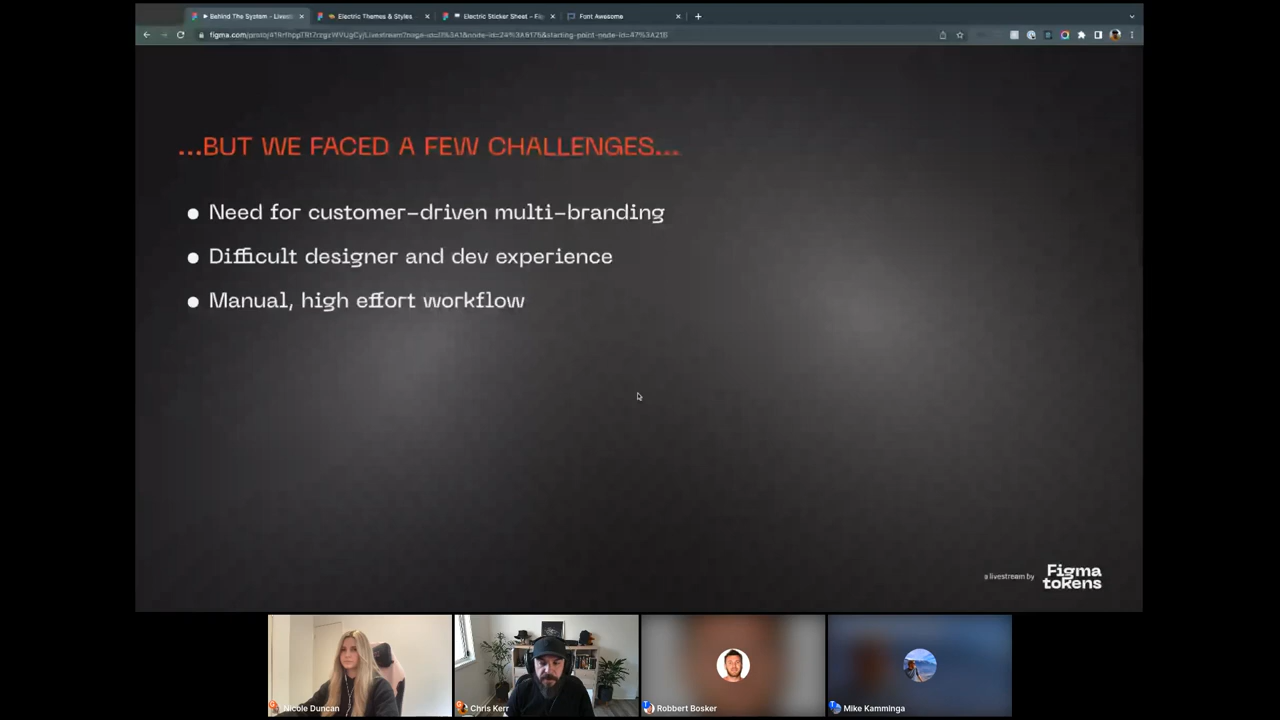 Behind The System - Livest
Electric Themes & Styles
Electric Sticker Sheet - Fig
Font Awesome
...BUT WE FACED A FEW CHALLENGES...
Need for customer-driven multi-branding
Difficult designer and dev experience
Manual, high effort workflow
a livestream by
Figma
toKens
Nicole Duncan
Chris Kerr
Robbert Bosker
Mike Kamminga